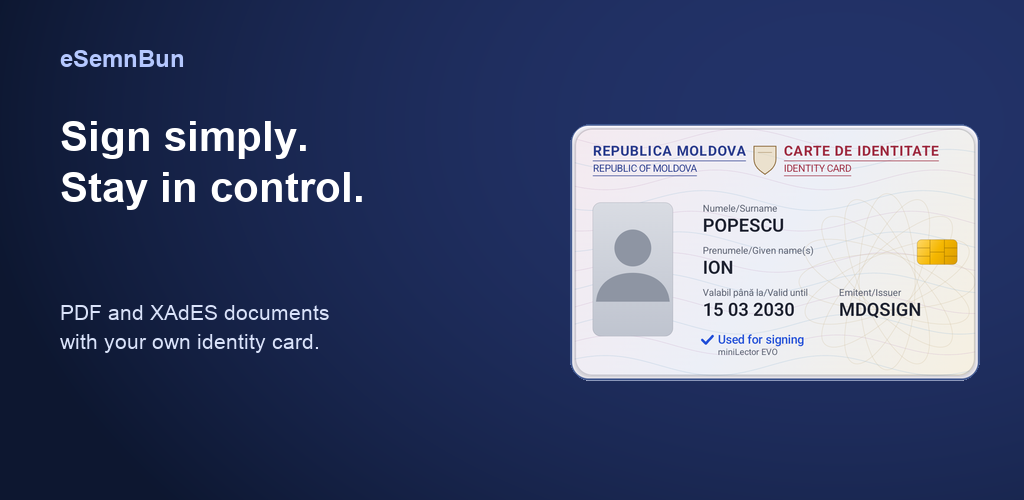 eSemnBun
Sign simply.
Stay in control.
PDF and XAdES documents
with your own identity card.
REPUBLICA MOLDOVA
REPUBLIC OF MOLDOVA
CARTE DE IDENTITATE
IDENTITY CARD
Numele/Surname
POPESCU
Prenumele/Given name(s)
ION
Valabil până la/Valid until
15 03 2030
Emitent/Issuer
MDQSIGN
Used for signing
miniLector EVO